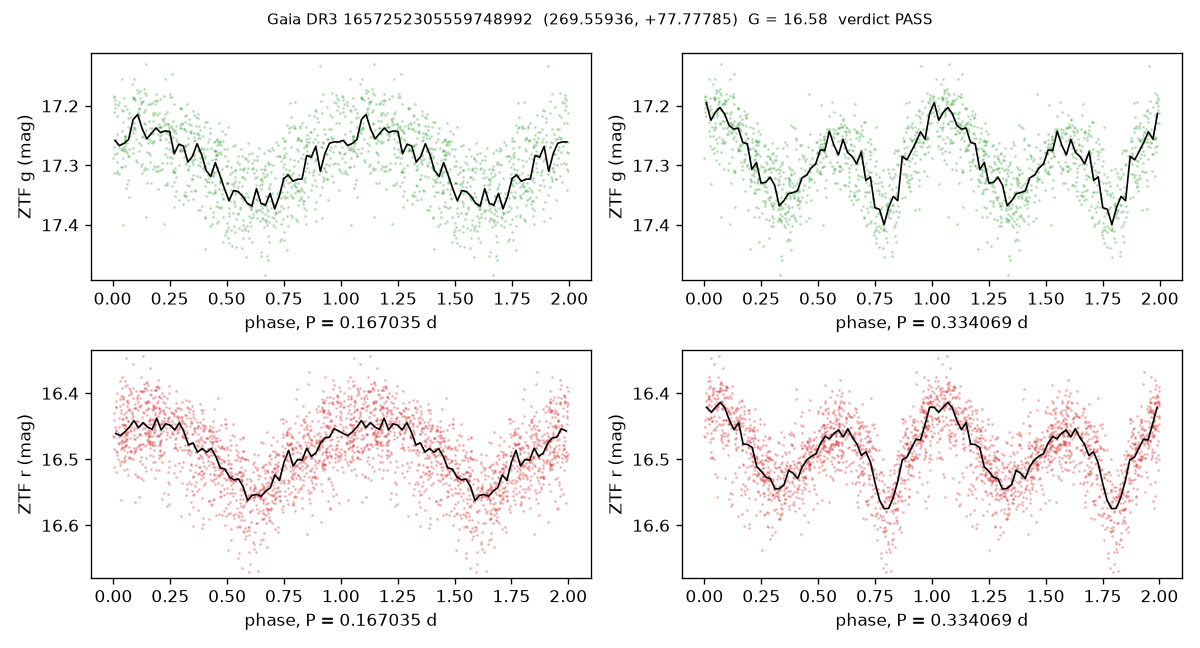 Gaia DR3 1657252305559748992 (269.55936, +77.77785) G = 16.58 verdict PASS
ZTF g (mag)
17.2
17.3
17.4
0.00 0.25 0.50 0.75 1.00 1.25 1.50 1.75 2.00
phase, P = 0.167035 d
ZTF g (mag)
17.2
17.3
17.4
0.00 0.25 0.50 0.75 1.00 1.25 1.50 1.75 2.00
phase, P = 0.334069 d
ZTF r (mag)
16.4
16.5
16.6
0.00 0.25 0.50 0.75 1.00 1.25 1.50 1.75 2.00
phase, P = 0.167035 d
ZTF r (mag)
16.4
16.5
16.6
0.00 0.25 0.50 0.75 1.00 1.25 1.50 1.75 2.00
phase, P = 0.334069 d